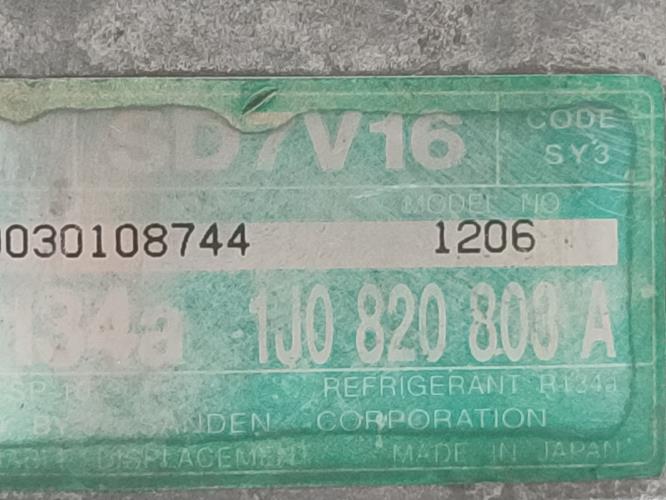 SD7V16 CODE
SY3
MODEL NO
0030108744 1206
134a 1J0 820 803 A
REFRIGERANT R134a
BY SANDEN CORPORATION
DISPLACEMENT MADE IN JAPAN